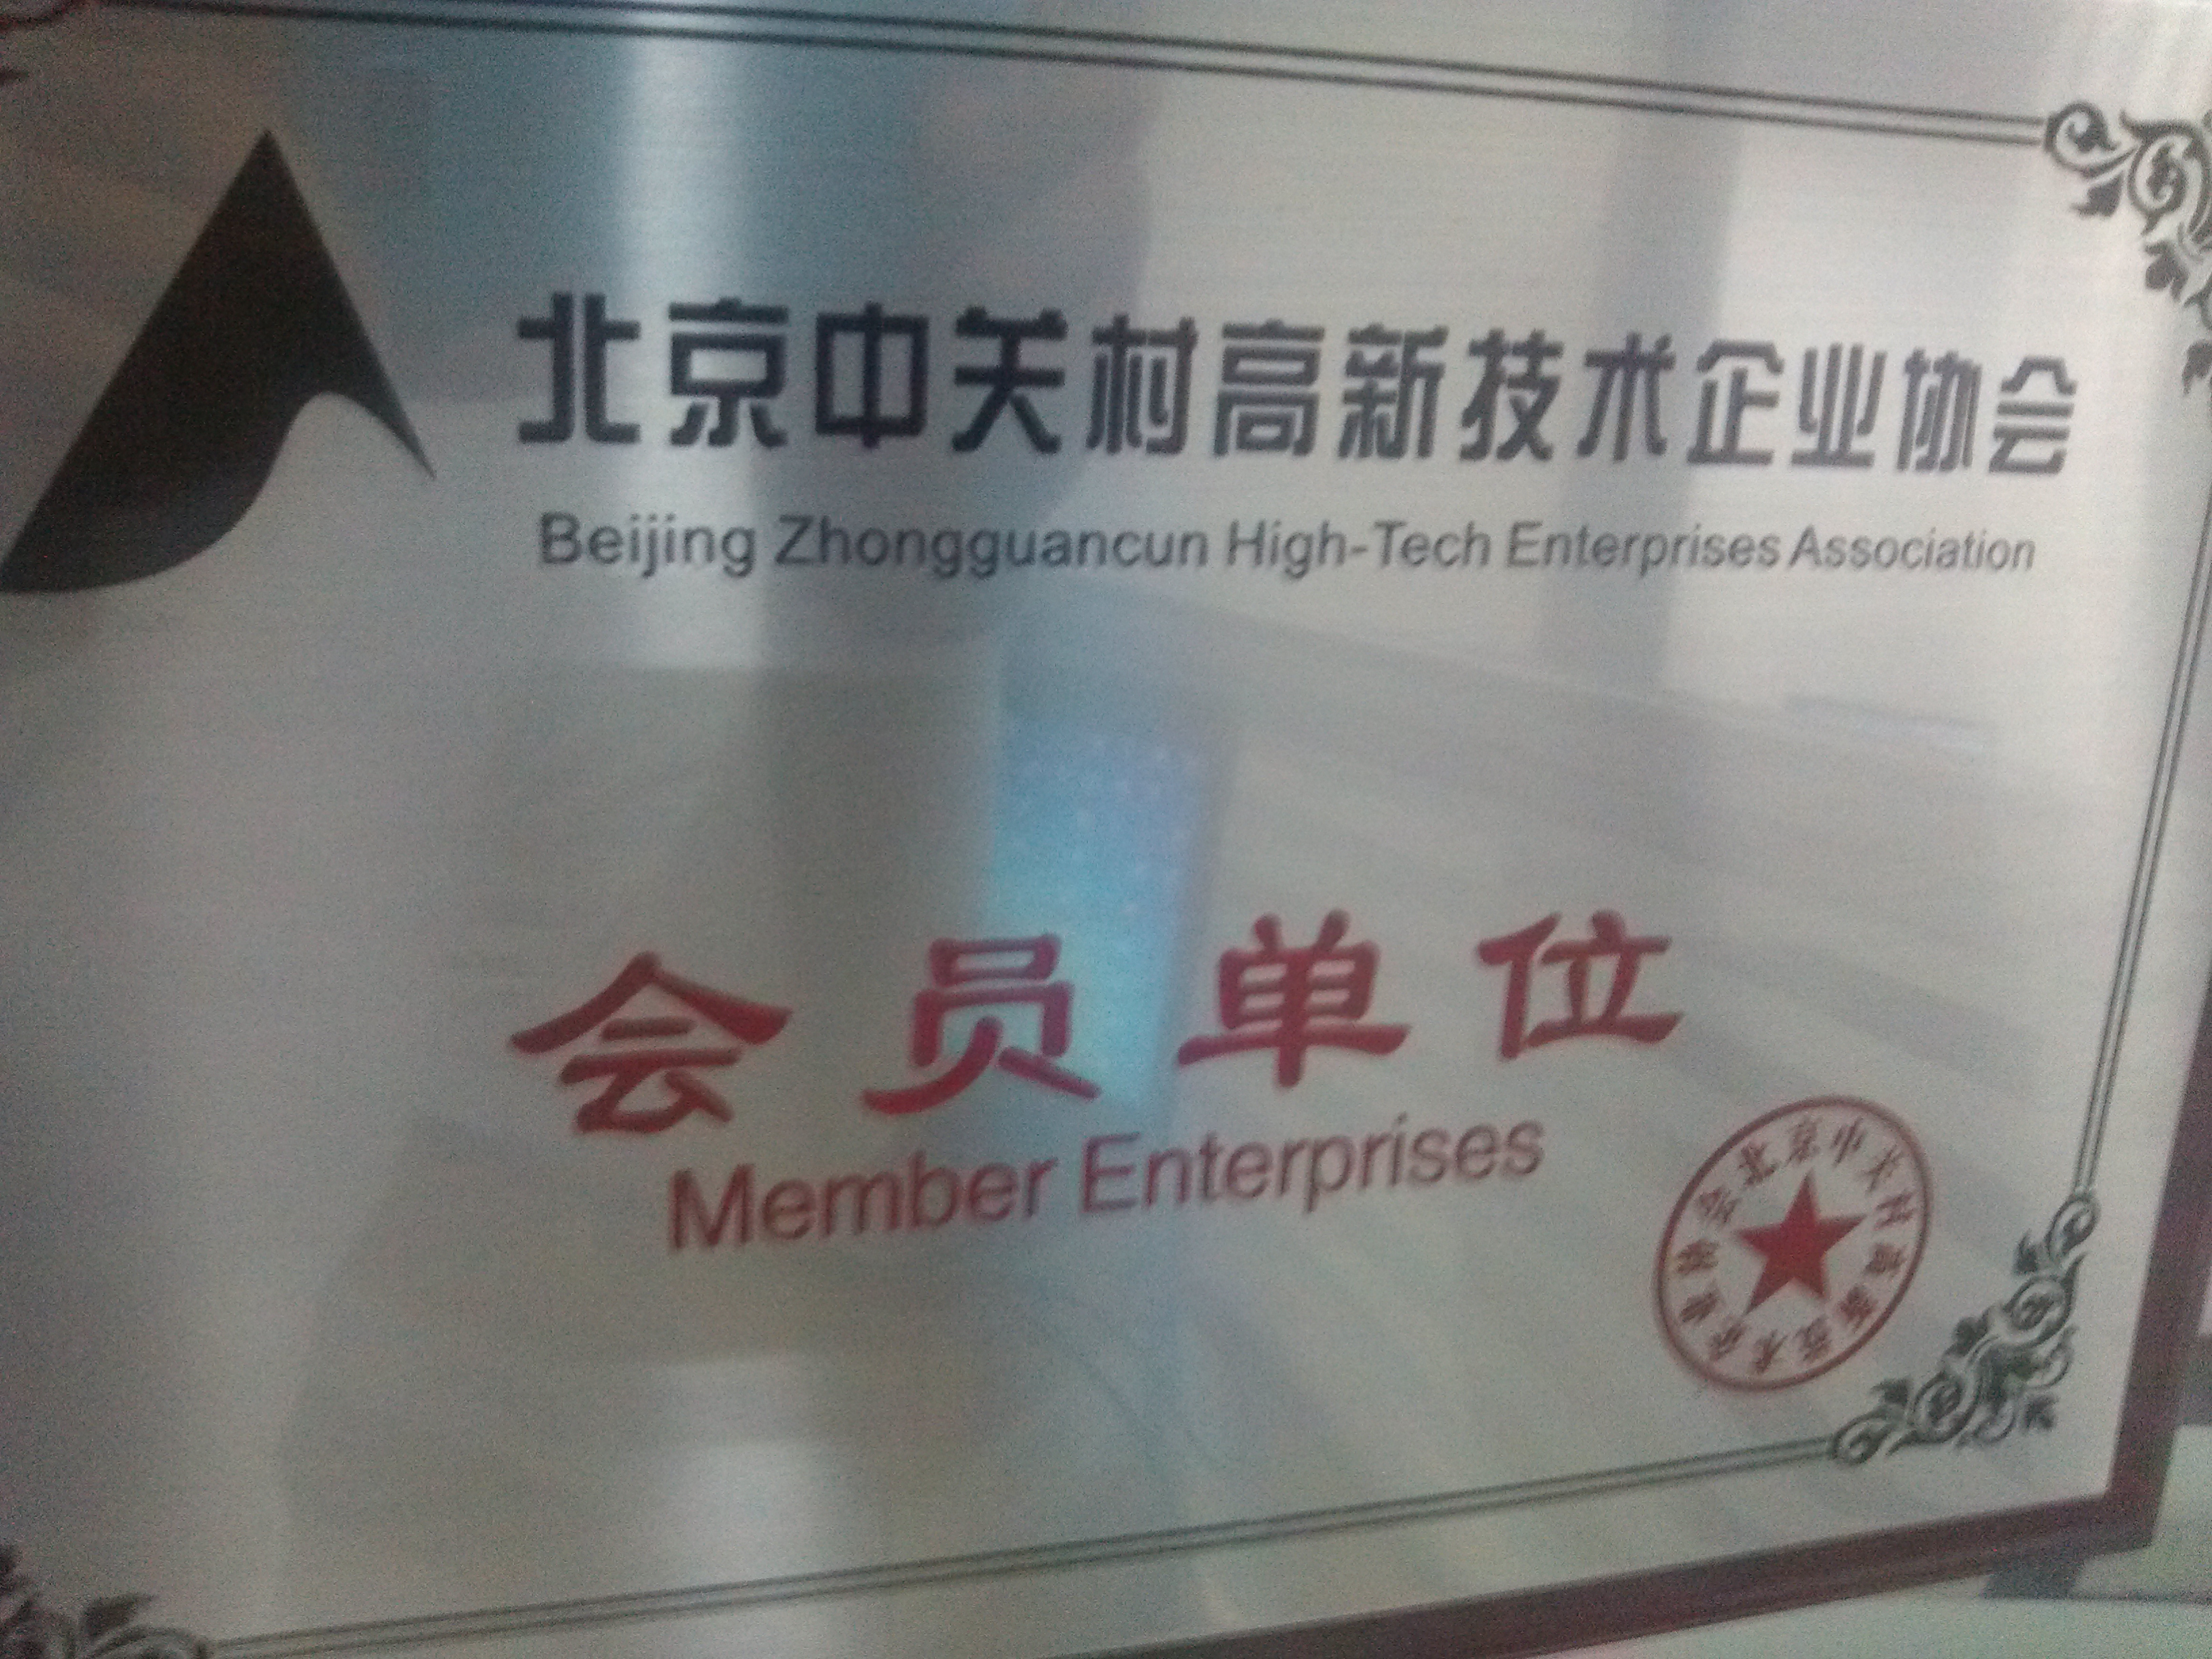 北京中关村高新技术企业协会
Beijing Zhongguancun High-Tech Enterprises Association
会员单位
Member Enterprises
北京中关村高新技术企业协会